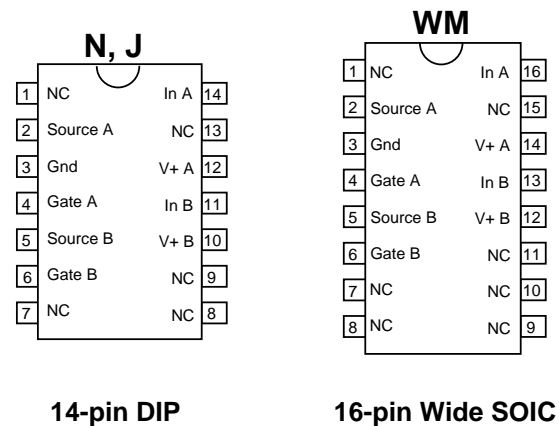 N, J
1 NC In A 14
2 Source A NC 13
3 Gnd V+ A 12
4 Gate A In B 11
5 Source B V+ B 10
6 Gate B NC 9
7 NC NC 8
14-pin DIP
WM
1 NC In A 16
2 Source A NC 15
3 Gnd V+ A 14
4 Gate A In B 13
5 Source B V+ B 12
6 Gate B NC 11
7 NC NC 10
8 NC NC 9
16-pin Wide SOIC